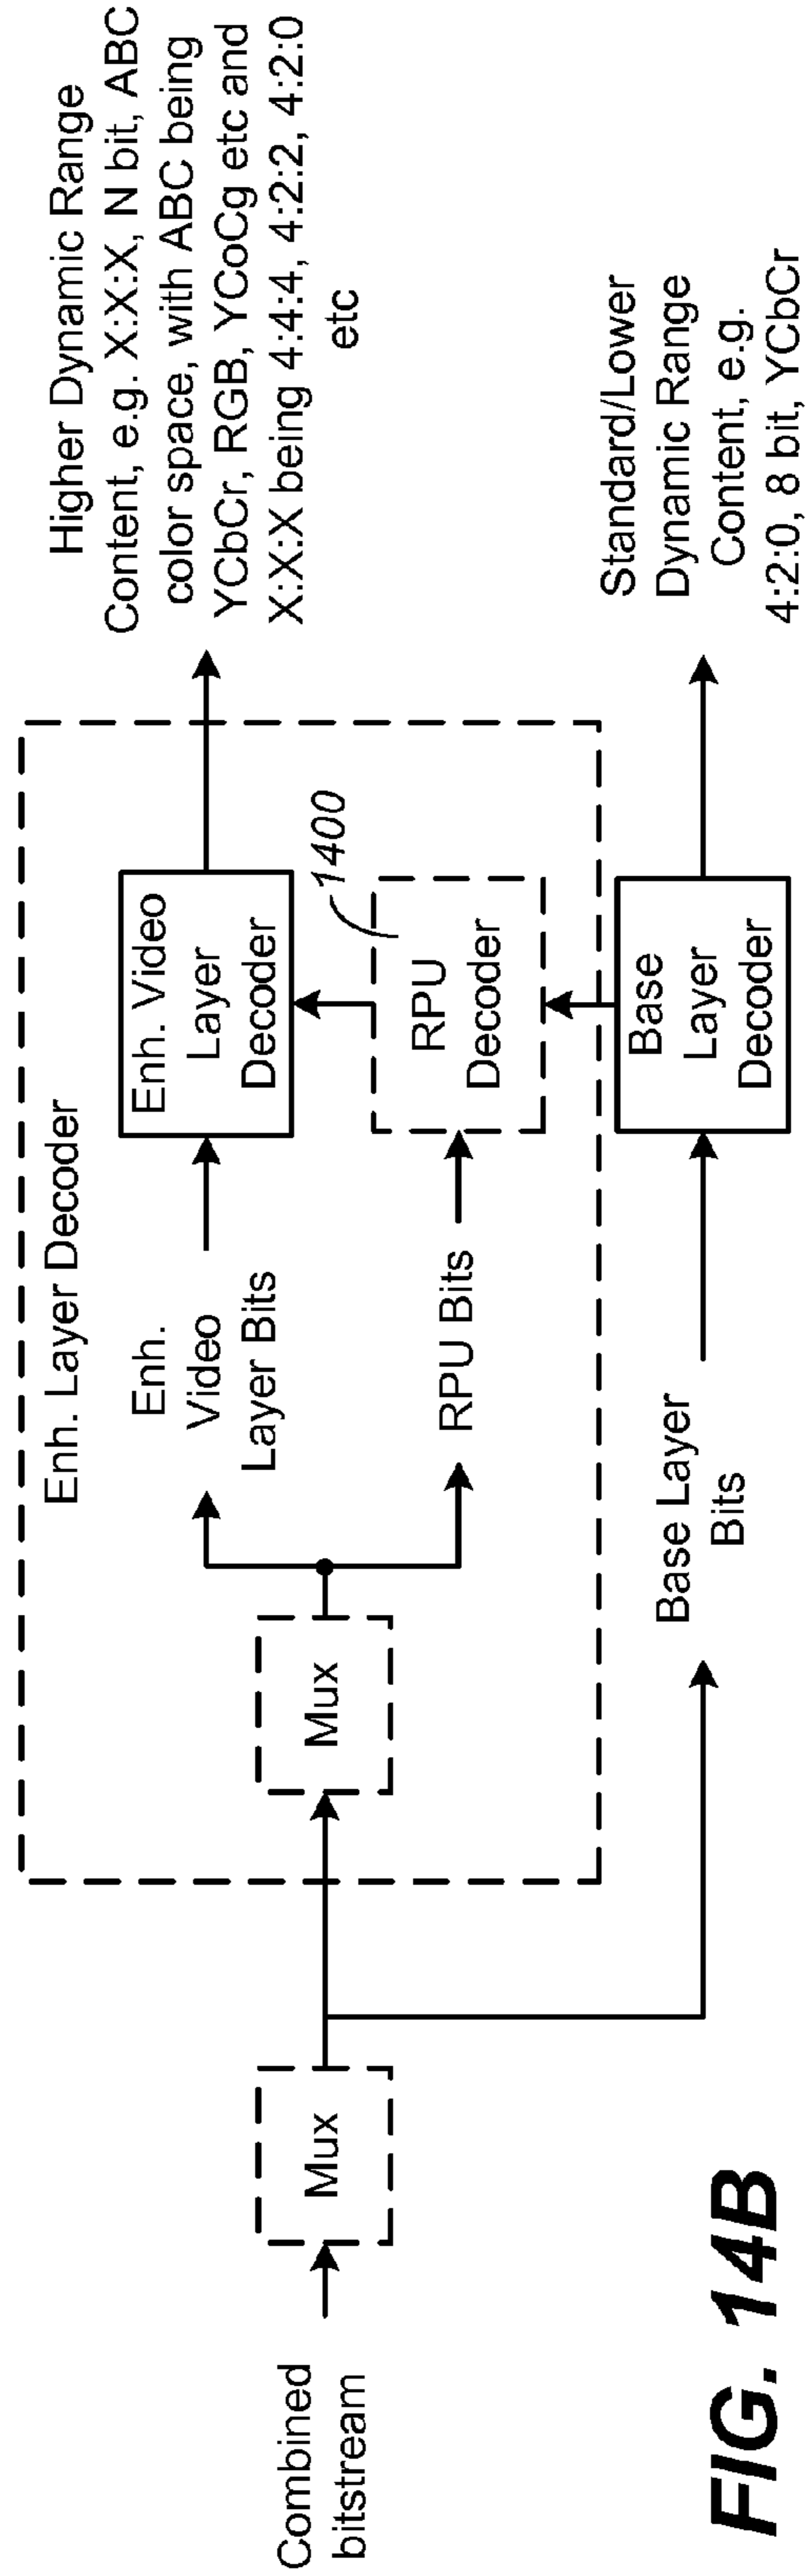 Combined
bitstream
Mux
Enh. Layer Decoder
Mux
Enh.
Video
Layer Bits
RPU Bits
Enh. Video
Layer
Decoder
1400
RPU
Decoder
Higher Dynamic Range
Content, e.g. X:X:X, N bit, ABC
color space, with ABC being
YCbCr, RGB, YCoCg etc and
X:X:X being 4:4:4, 4:2:2, 4:2:0
etc
Base Layer
Bits
Base
Layer
Decoder
Standard/Lower
Dynamic Range
Content, e.g.
4:2:0, 8 bit, YCbCr
FIG. 14B